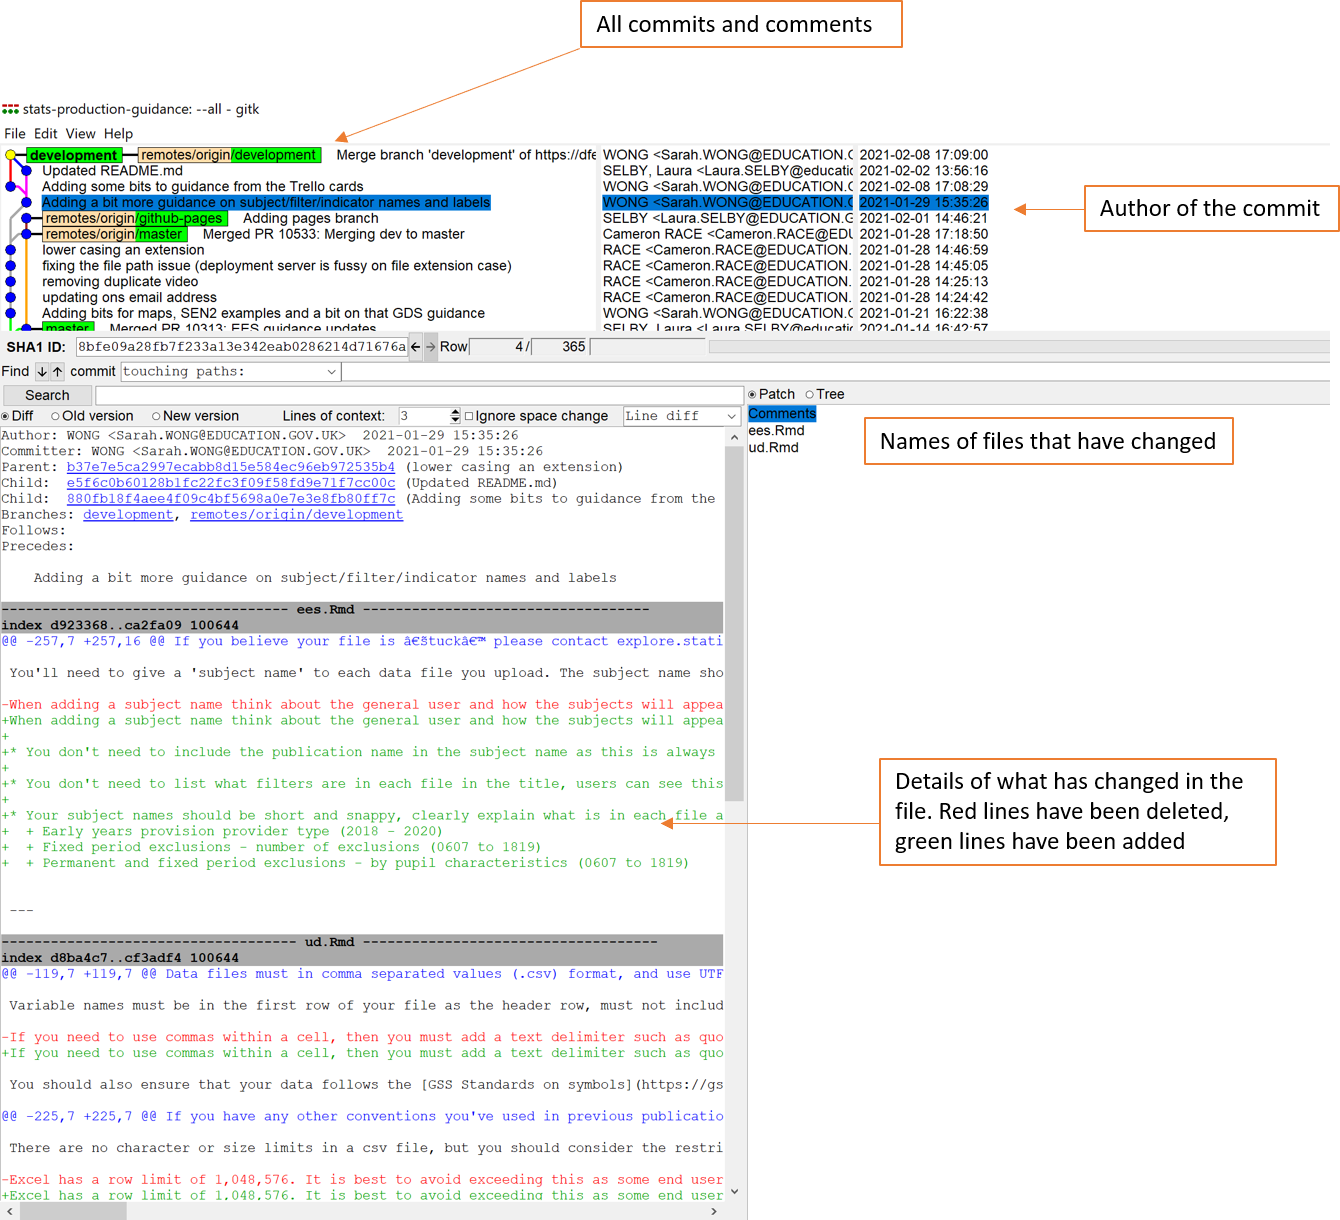 All commits and comments
stats-production-guidance: --all - gitk
File Edit View Help
development remotes/origin/development Merge branch 'development' of https://dfe WONG <Sarah.WONG@EDUCATION.G 2021-02-08 17:09:00
Updated README.md SELBY, Laura <Laura.SELBY@educatio 2021-02-02 13:56:16
Adding some bits to guidance from the Trello cards WONG <Sarah.WONG@EDUCATION.G 2021-02-08 17:08:29
Adding a bit more guidance on subject/filter/indicator names and labels WONG <Sarah.WONG@EDUCATION.G 2021-01-29 15:35:26
remotes/origin/github-pages Adding pages branch SELBY <Laura.SELBY@EDUCATION.G 2021-02-01 14:46:21
remotes/origin/master Merged PR 10533: Merging dev to master Cameron RACE <Cameron.RACE@EDU 2021-01-28 17:18:50
lower casing an extension RACE <Cameron.RACE@EDUCATION. 2021-01-28 14:46:59
fixing the file path issue (deployment server is fussy on file extension case) RACE <Cameron.RACE@EDUCATION. 2021-01-28 14:45:05
removing duplicate video RACE <Cameron.RACE@EDUCATION. 2021-01-28 14:25:13
updating ons email address RACE <Cameron.RACE@EDUCATION. 2021-01-28 14:24:42
Adding bits for maps, SEN2 examples and a bit on that GDS guidance WONG <Sarah.WONG@EDUCATION.G 2021-01-21 16:22:38
master Merged PR 10313: EES guidance updates SELBY, Laura <Laura.SELBY@educatio 2021-01-14 16:42:57
Author of the commit
SHA1 ID: 8bfe09a28fb7f233a13e342eab0286214d71676a Row 4 / 365
Find commit touching paths:
Search
Patch Tree
Diff Old version New version Lines of context: 3 Ignore space change Line diff
Comments
ees.Rmd
ud.Rmd
Names of files that have changed
Author: WONG <Sarah.WONG@EDUCATION.GOV.UK> 2021-01-29 15:35:26
Committer: WONG <Sarah.WONG@EDUCATION.GOV.UK> 2021-01-29 15:35:26
Parent: b37e7e5ca2997ecabb8d15e584ec96eb972535b4 (lower casing an extension)
Child: e5f6c0b60128b1fc22fc3f09f58fd9e71f7cc00c (Updated README.md)
Child: 880fb18f4aee4f09c4bf5698a0e7e3e8fb80ff7c (Adding some bits to guidance from the
Branches: development, remotes/origin/development
Follows:
Precedes:
Adding a bit more guidance on subject/filter/indicator names and labels
---------------------------------- ees.Rmd ----------------------------------
index d923368..ca2fa09 100644
@@ -257,7 +257,16 @@ If you believe your file is â€˜stuckâ€™ please contact explore.stati
You'll need to give a 'subject name' to each data file you upload. The subject name sho
-When adding a subject name think about the general user and how the subjects will appea
+When adding a subject name think about the general user and how the subjects will appea
+
+* You don't need to include the publication name in the subject name as this is always
+
+* You don't need to list what filters are in each file in the title, users can see this
+
+* Your subject names should be short and snappy, clearly explain what is in each file a
+ + Early years provision provider type (2018 - 2020)
+ + Fixed period exclusions - number of exclusions (0607 to 1819)
+ + Permanent and fixed period exclusions - by pupil characteristics (0607 to 1819)
---
Details of what has changed in the
file. Red lines have been deleted,
green lines have been added
----------------------------------- ud.Rmd -----------------------------------
index d8ba4c7..cf3adf4 100644
@@ -119,7 +119,7 @@ Data files must in comma separated values (.csv) format, and use UTF
Variable names must be in the first row of your file as the header row, must not includ
-If you need to use commas within a cell, then you must add a text delimiter such as quo
+If you need to use commas within a cell, then you must add a text delimiter such as quo
You should also ensure that your data follows the [GSS Standards on symbols](https://gs
@@ -225,7 +225,7 @@ If you have any other conventions you've used in previous publicatio
There are no character or size limits in a csv file, but you should consider the restri
-Excel has a row limit of 1,048,576. It is best to avoid exceeding this as some end user
+Excel has a row limit of 1,048,576. It is best to avoid exceeding this as some end user